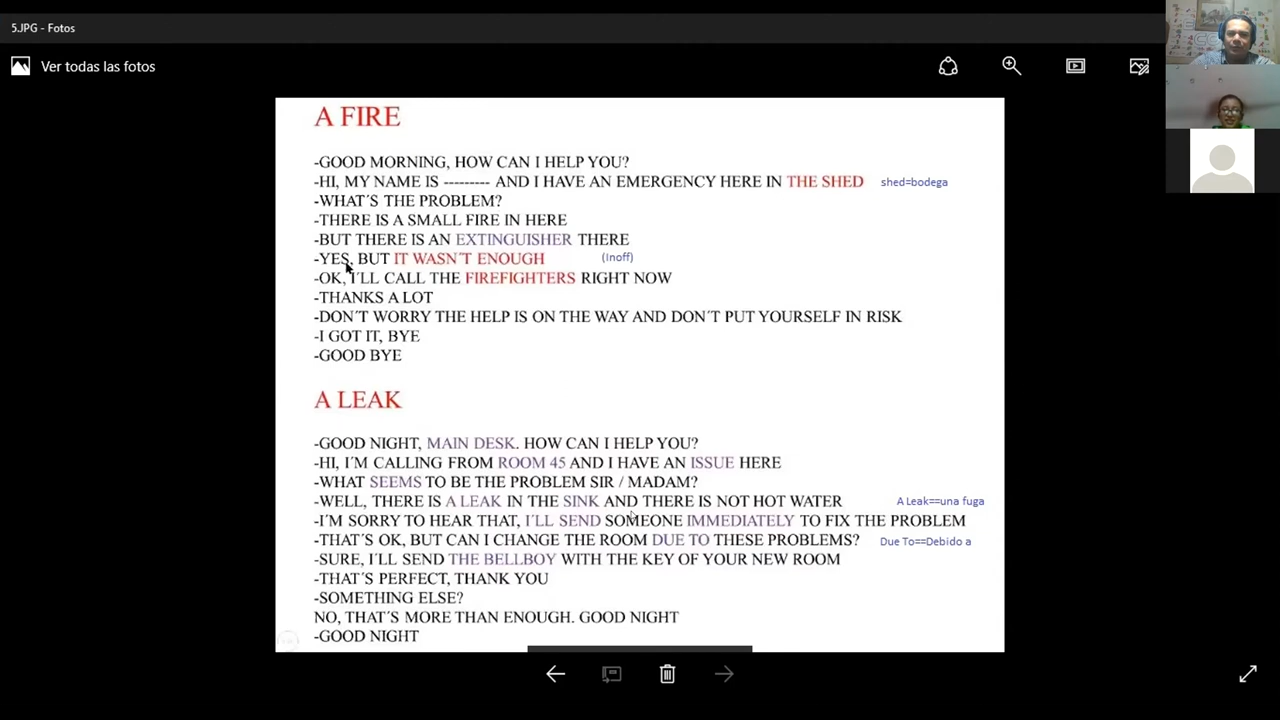 5.JPG - Fotos
Ver todas las fotos
A FIRE
-GOOD MORNING, HOW CAN I HELP YOU?
-HI, MY NAME IS --------- AND I HAVE AN EMERGENCY HERE IN THE SHED shed=bodega
-WHAT´S THE PROBLEM?
-THERE IS A SMALL FIRE IN HERE
-BUT THERE IS AN EXTINGUISHER THERE
-YES, BUT IT WASN´T ENOUGH (Inoff)
-OK, I´LL CALL THE FIREFIGHTERS RIGHT NOW
-THANKS A LOT
-DON´T WORRY THE HELP IS ON THE WAY AND DON´T PUT YOURSELF IN RISK
-I GOT IT, BYE
-GOOD BYE
A LEAK
-GOOD NIGHT, MAIN DESK. HOW CAN I HELP YOU?
-HI, I´M CALLING FROM ROOM 45 AND I HAVE AN ISSUE HERE
-WHAT SEEMS TO BE THE PROBLEM SIR / MADAM?
-WELL, THERE IS A LEAK IN THE SINK AND THERE IS NOT HOT WATER A Leak==una fuga
-I´M SORRY TO HEAR THAT, I´LL SEND SOMEONE IMMEDIATELY TO FIX THE PROBLEM
-THAT´S OK, BUT CAN I CHANGE THE ROOM DUE TO THESE PROBLEMS? Due To==Debido a
-SURE, I´LL SEND THE BELLBOY WITH THE KEY OF YOUR NEW ROOM
-THAT´S PERFECT, THANK YOU
-SOMETHING ELSE?
NO, THAT´S MORE THAN ENOUGH. GOOD NIGHT
-GOOD NIGHT